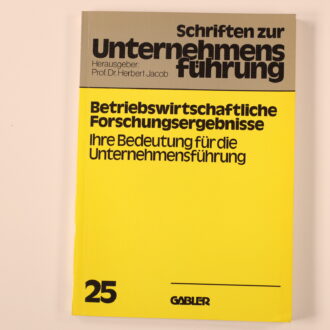 Schriften zur
Unternehmens
führung
Herausgeber:
Prof. Dr. Herbert Jacob
Betriebswirtschaftliche
Forschungsergebnisse
Ihre Bedeutung für die
Unternehmensführung
25
GABLER